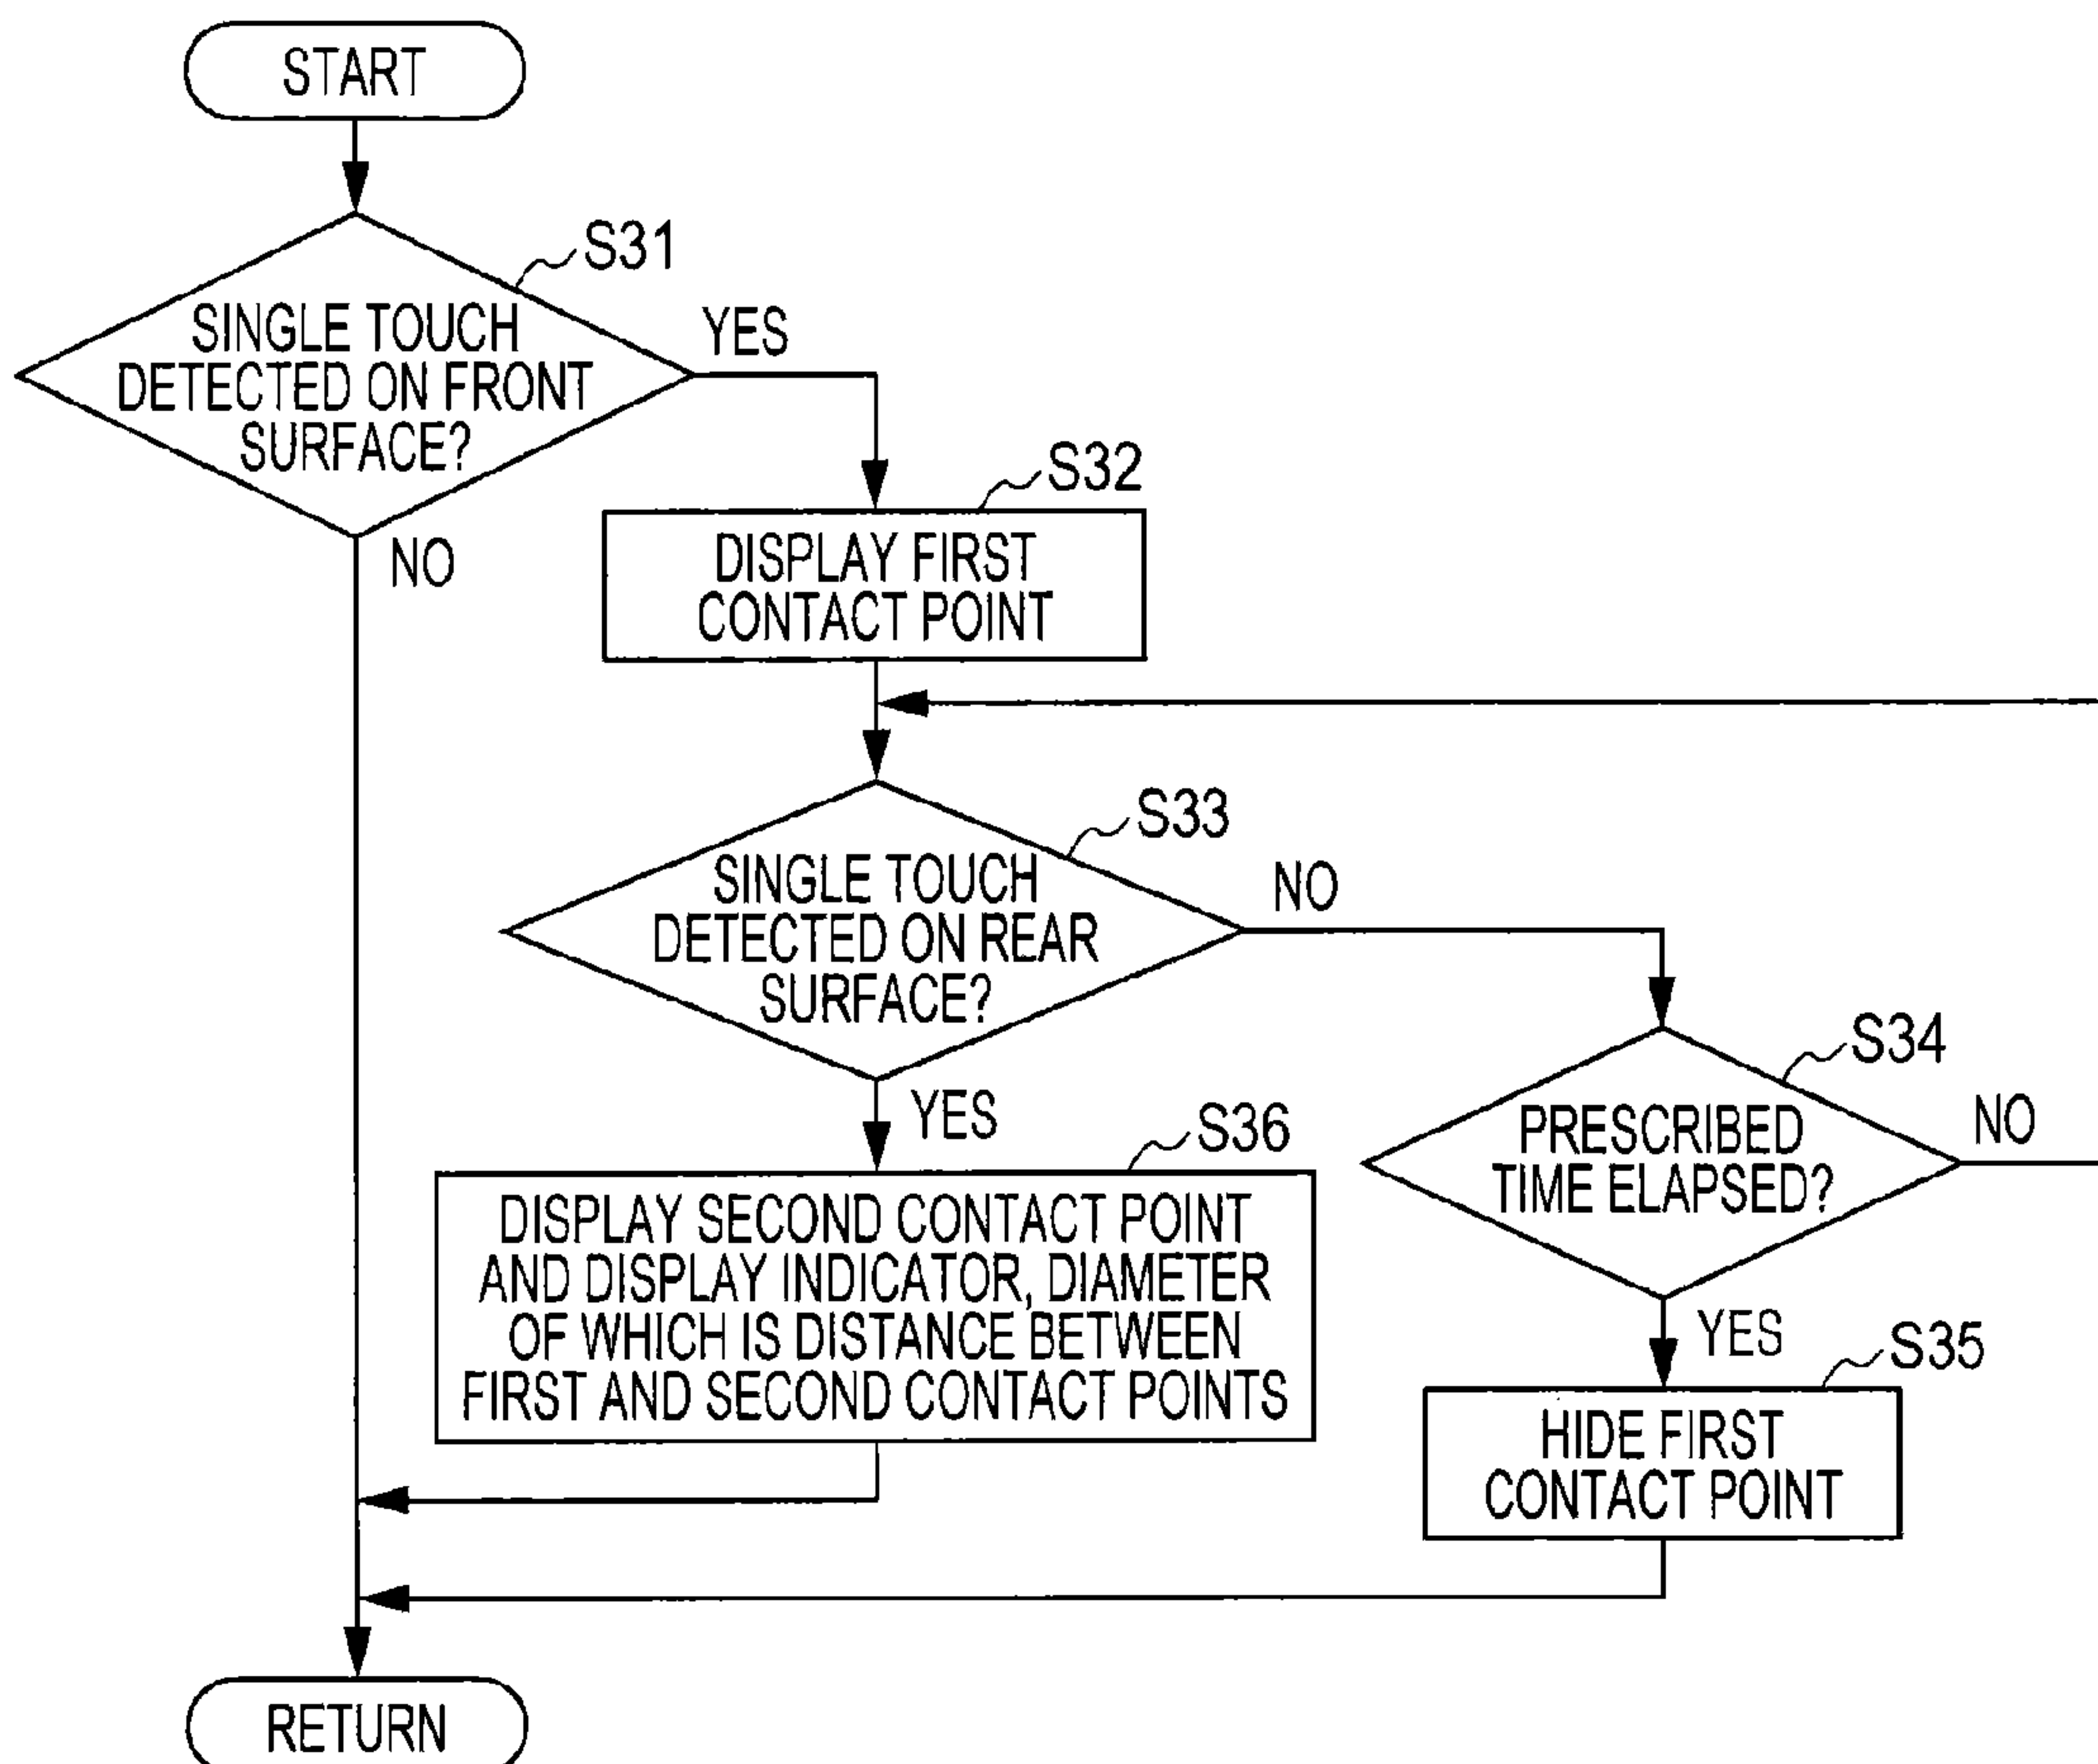 START
S31
SINGLE TOUCH
DETECTED ON FRONT
SURFACE?
YES
NO
S32
DISPLAY FIRST
CONTACT POINT
S33
SINGLE TOUCH
DETECTED ON REAR
SURFACE?
NO
YES
S34
PRESCRIBED
TIME ELAPSED?
NO
YES
S36
DISPLAY SECOND CONTACT POINT
AND DISPLAY INDICATOR, DIAMETER
OF WHICH IS DISTANCE BETWEEN
FIRST AND SECOND CONTACT POINTS
S35
HIDE FIRST
CONTACT POINT
RETURN